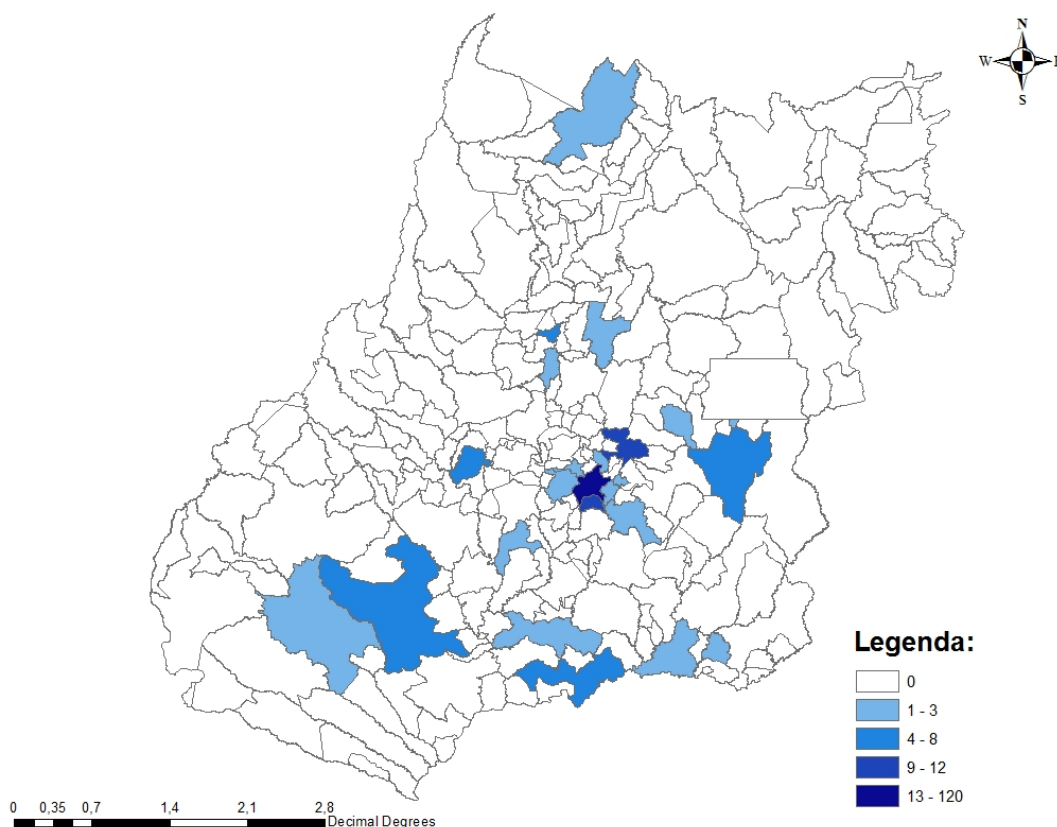 N
W E
S
Legenda:
0
1 - 3
4 - 8
9 - 12
13 - 120
0 0,35 0,7 1,4 2,1 2,8
Decimal Degrees